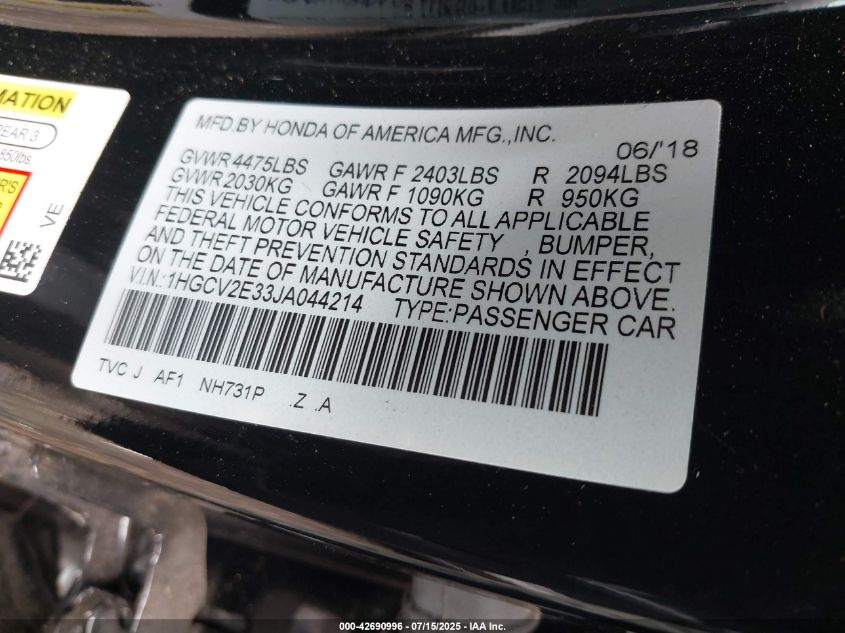 MFD.BY HONDA OF AMERICA MFG.,INC.
06/'18
GVWR 4475LBS GAWR F 2403LBS R 2094LBS
GVWR 2030KG GAWR F 1090KG R 950KG
THIS VEHICLE CONFORMS TO ALL APPLICABLE
FEDERAL MOTOR VEHICLE SAFETY , BUMPER,
AND THEFT PREVENTION STANDARDS IN EFFECT
ON THE DATE OF MANUFACTURE SHOWN ABOVE.
V.I.N.:1HGCV2E33JA044214 TYPE:PASSENGER CAR
TVC J AF1 NH731P .Z .A
REAR 3
850lbs.
VE
000-42690996 - 07/15/2025 - IAA Inc.